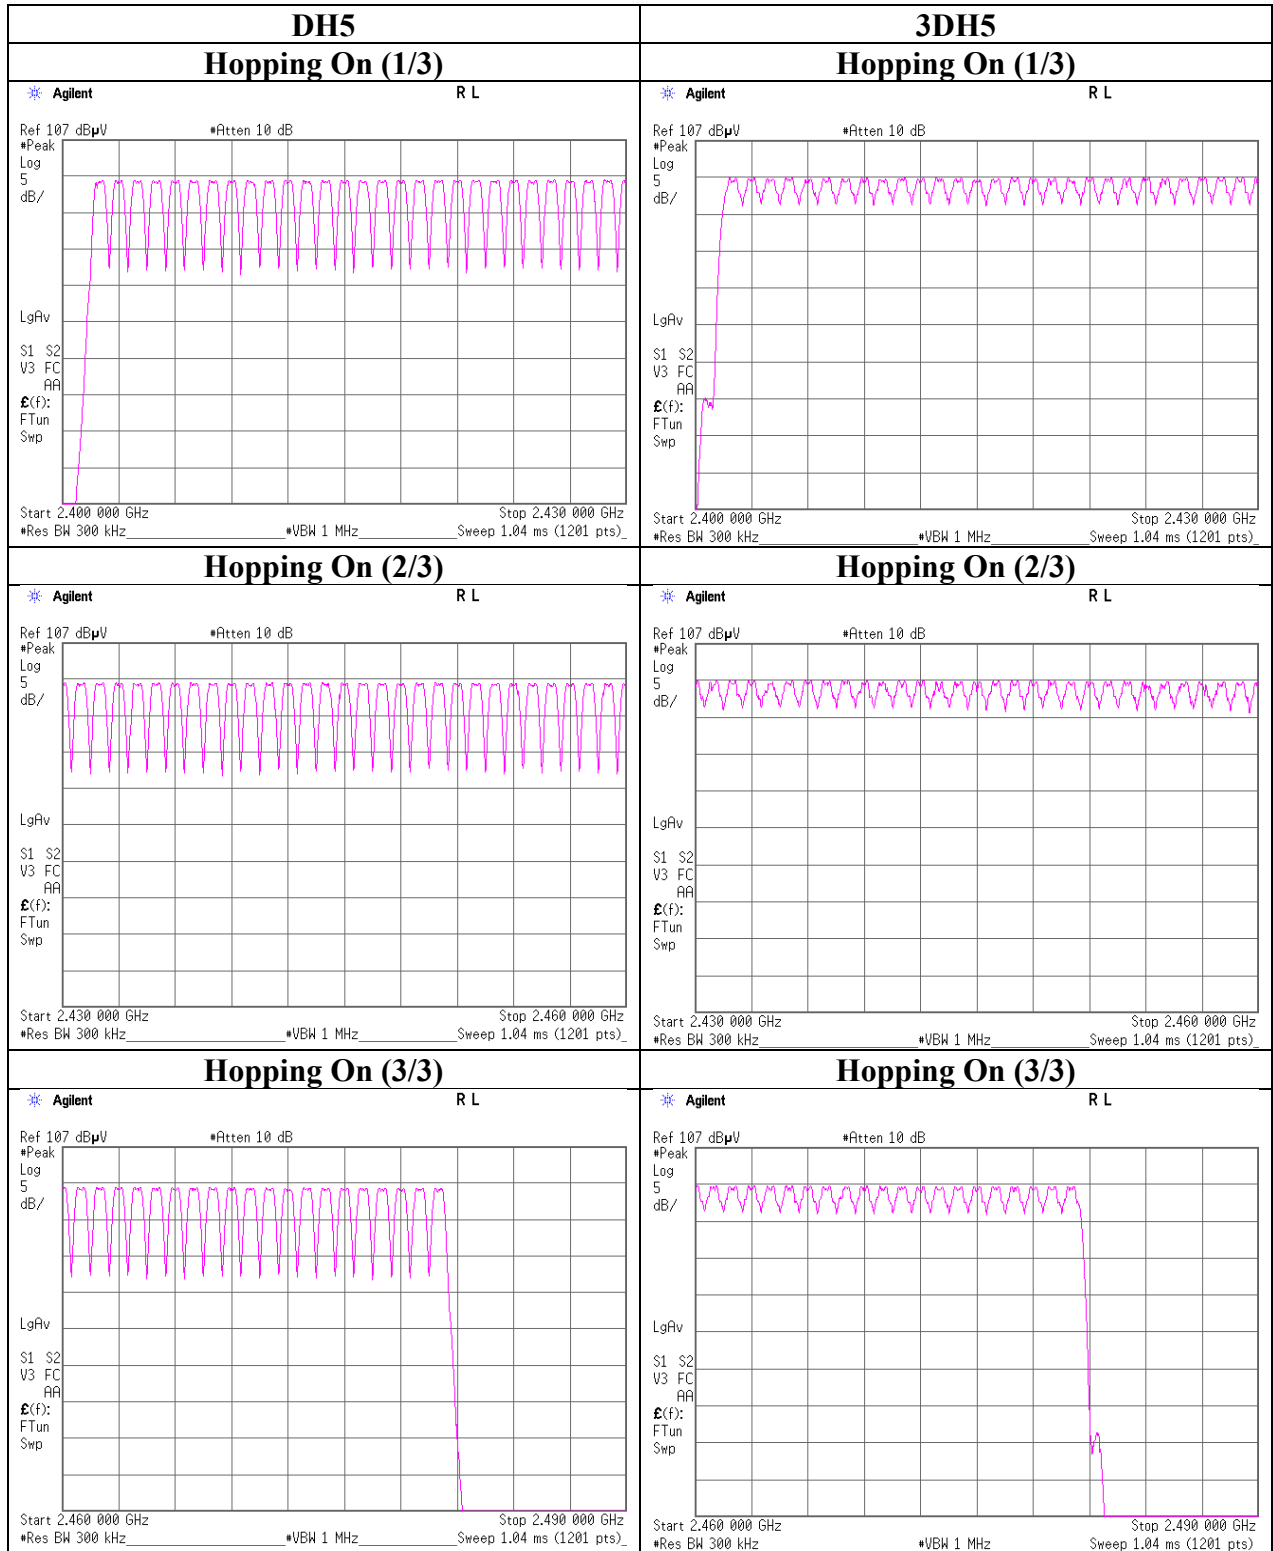 DH5
3DH5
Hopping On (1/3)
Hopping On (1/3)
Agilent R L
Ref 107 dBµV #Atten 10 dB
#Peak
Log
5
dB/
LgAv
S1 S2
V3 FC
AA
£(f):
FTun
Swp
Start 2.400 000 GHz Stop 2.430 000 GHz
#Res BW 300 kHz #VBW 1 MHz Sweep 1.04 ms (1201 pts)
Agilent R L
Ref 107 dBµV #Atten 10 dB
#Peak
Log
5
dB/
LgAv
S1 S2
V3 FC
AA
£(f):
FTun
Swp
Start 2.400 000 GHz Stop 2.430 000 GHz
#Res BW 300 kHz #VBW 1 MHz Sweep 1.04 ms (1201 pts)
Hopping On (2/3)
Hopping On (2/3)
Agilent R L
Ref 107 dBµV #Atten 10 dB
#Peak
Log
5
dB/
LgAv
S1 S2
V3 FC
AA
£(f):
FTun
Swp
Start 2.430 000 GHz Stop 2.460 000 GHz
#Res BW 300 kHz #VBW 1 MHz Sweep 1.04 ms (1201 pts)
Agilent R L
Ref 107 dBµV #Atten 10 dB
#Peak
Log
5
dB/
LgAv
S1 S2
V3 FC
AA
£(f):
FTun
Swp
Start 2.430 000 GHz Stop 2.460 000 GHz
#Res BW 300 kHz #VBW 1 MHz Sweep 1.04 ms (1201 pts)
Hopping On (3/3)
Hopping On (3/3)
Agilent R L
Ref 107 dBµV #Atten 10 dB
#Peak
Log
5
dB/
LgAv
S1 S2
V3 FC
AA
£(f):
FTun
Swp
Start 2.460 000 GHz Stop 2.490 000 GHz
#Res BW 300 kHz #VBW 1 MHz Sweep 1.04 ms (1201 pts)
Agilent R L
Ref 107 dBµV #Atten 10 dB
#Peak
Log
5
dB/
LgAv
S1 S2
V3 FC
AA
£(f):
FTun
Swp
Start 2.460 000 GHz Stop 2.490 000 GHz
#Res BW 300 kHz #VBW 1 MHz Sweep 1.04 ms (1201 pts)